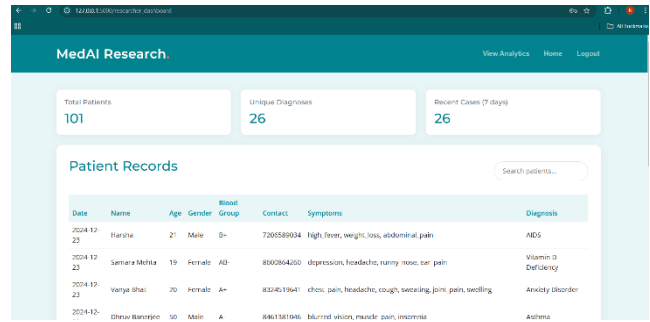 127.0.0.1:5000/researcher_dashboard
All Bookmarks
MedAI Research.
View Analytics Home Logout
Total Patients
101
Unique Diagnoses
26
Recent Cases (7 days)
26
Patient Records
Search patients...
Date Name Age Gender Blood Group Contact Symptoms Diagnosis
2024-12-23 Harsha 21 Male B+ 7206589034 high_fever, weight_loss, abdominal_pain AIDS
2024-12-23 Samara Mehta 19 Female AB- 8600864260 depression, headache, runny_nose, ear_pain Vitamin D Deficiency
2024-12-23 Vanya Bhat 20 Female A+ 8324519641 chest_pain, headache, cough, sweating, joint_pain, swelling Anxiety Disorder
2024-12- Dhruv Banerjee 50 Male A- 8461381046 blurred_vision, muscle_pain, insomnia Asthma